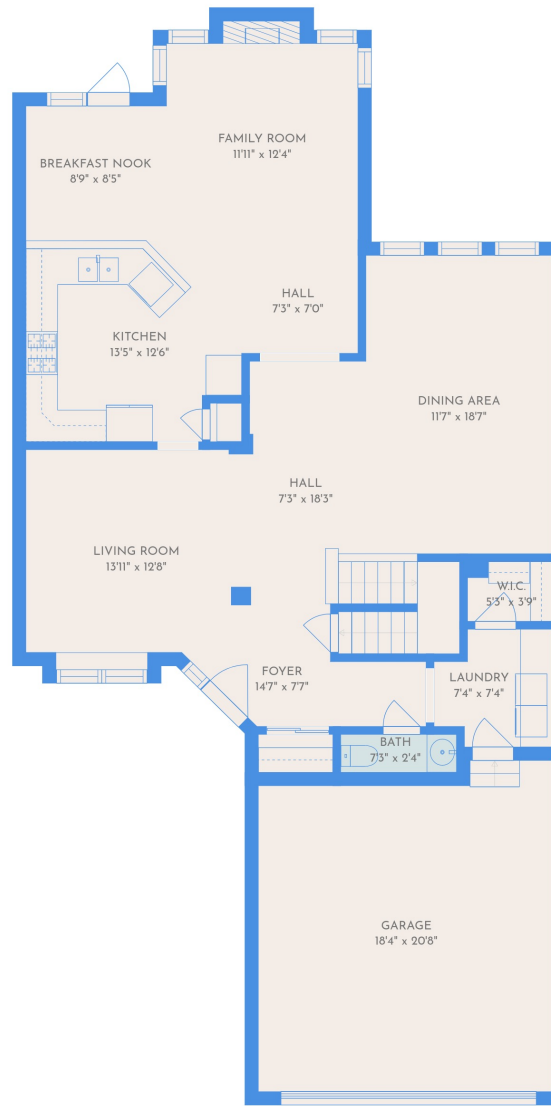 FAMILY ROOM
11'11" x 12'4"
BREAKFAST NOOK
8'9" x 8'5"
HALL
7'3" x 7'0"
KITCHEN
13'5" x 12'6"
DINING AREA
11'7" x 18'7"
HALL
7'3" x 18'3"
LIVING ROOM
13'11" x 12'8"
W.I.C.
5'3" x 3'9"
FOYER
14'7" x 7'7"
LAUNDRY
7'4" x 7'4"
BATH
7'3" x 2'4"
GARAGE
18'4" x 20'8"